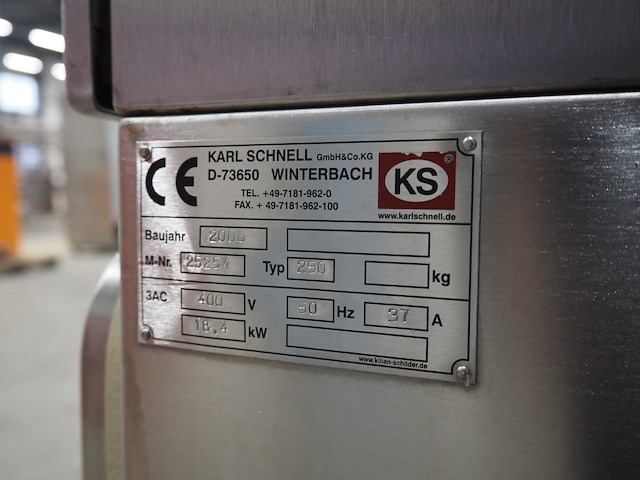 CE KARL SCHNELL GmbH&Co.KG
D-73650 WINTERBACH
TEL. +49-7181-962-0
FAX. + 49-7181-962-100
KS ®
www.karlschnell.de
Baujahr
M-Nr. 25254 Typ 250 kg
3AC 400 V 50 Hz 37 A
18,4 kW
www.kilian-schilder.de